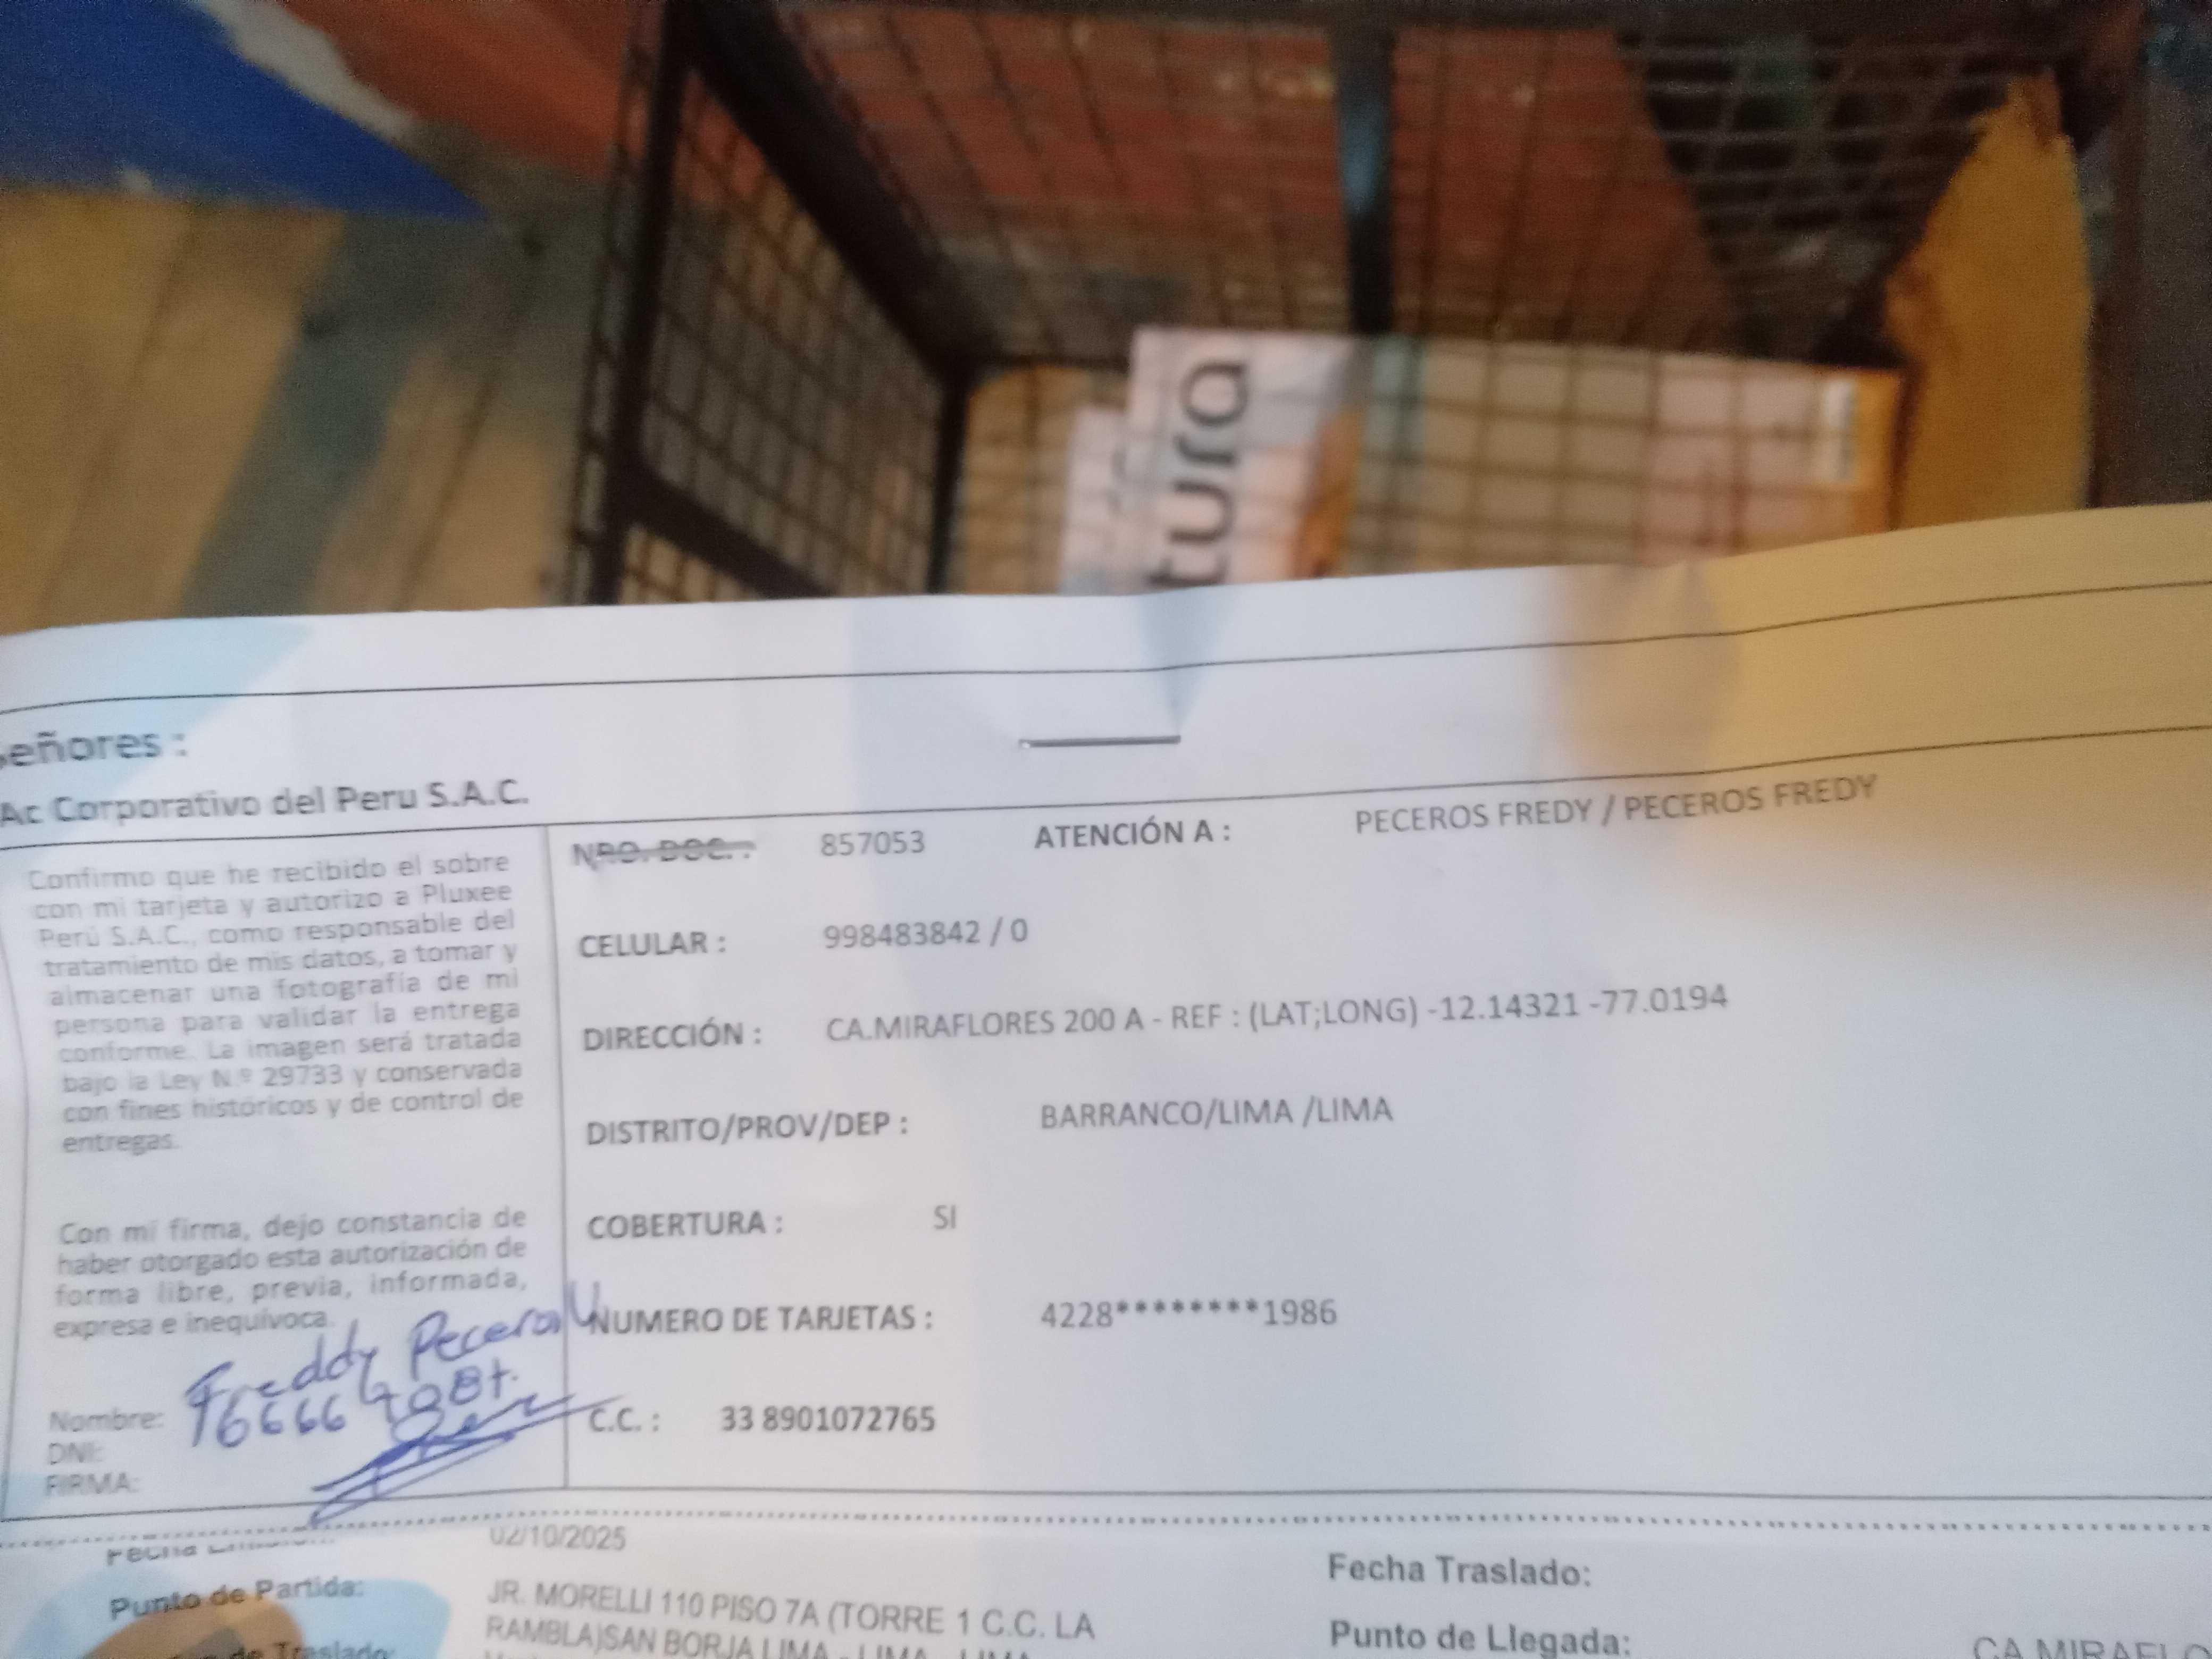 tura
Señores :
Ac Corporativo del Peru S.A.C.
Confirmo que he recibido el sobre
con mi tarjeta y autorizo a Pluxee
Perú S.A.C., como responsable del
tratamiento de mis datos, a tomar y
almacenar una fotografía de mi
persona para validar la entrega
conforme. La imagen será tratada
bajo la Ley N.º 29733 y conservada
con fines históricos y de control de
entregas.
Con mi firma, dejo constancia de
haber otorgado esta autorización de
forma libre, previa, informada,
expresa e inequívoca.
Freddy Peceros
Nombre:
DNI:
FIRMA:
NRO. DOC. : 857053 ATENCIÓN A : PECEROS FREDY / PECEROS FREDY
CELULAR : 998483842 / 0
DIRECCIÓN : CA.MIRAFLORES 200 A - REF : (LAT;LONG) -12.14321 -77.0194
DISTRITO/PROV/DEP : BARRANCO/LIMA /LIMA
COBERTURA : SI
NUMERO DE TARJETAS : 4228********1986
C.C. : 33 8901072765
02/10/2025
Fecha Traslado:
Punto de Partida: JR. MORELLI 110 PISO 7A (TORRE 1 C.C. LA
RAMBLA)SAN BORJA LIMA - LIMA - LIMA
Punto de Llegada: CA.MIRAFLO
de Traslado: